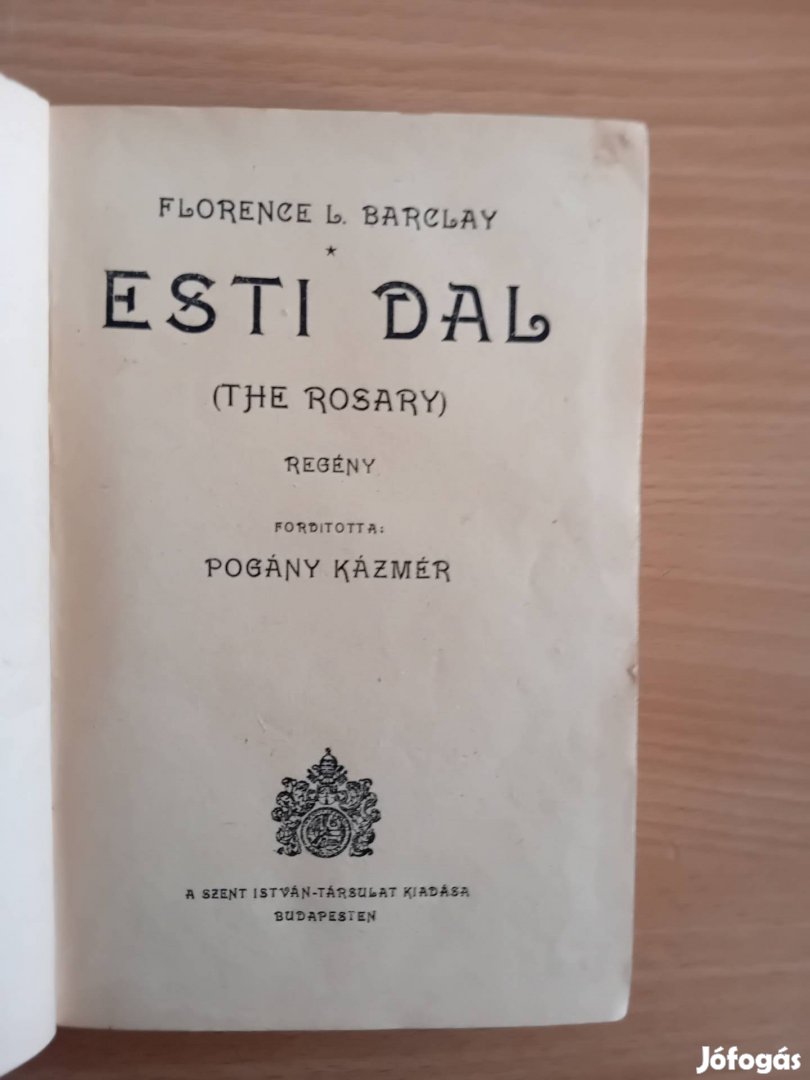 FLORENCE L. BARCLAY
★
ESTI DAL
(THE ROSARY)
REGÉNY
FORDITOTTA:
POGÁNY KÁZMÉR
A SZENT ISTVÁN-TÁRSULAT KIADÁSA
BUDAPESTEN
Jófogás